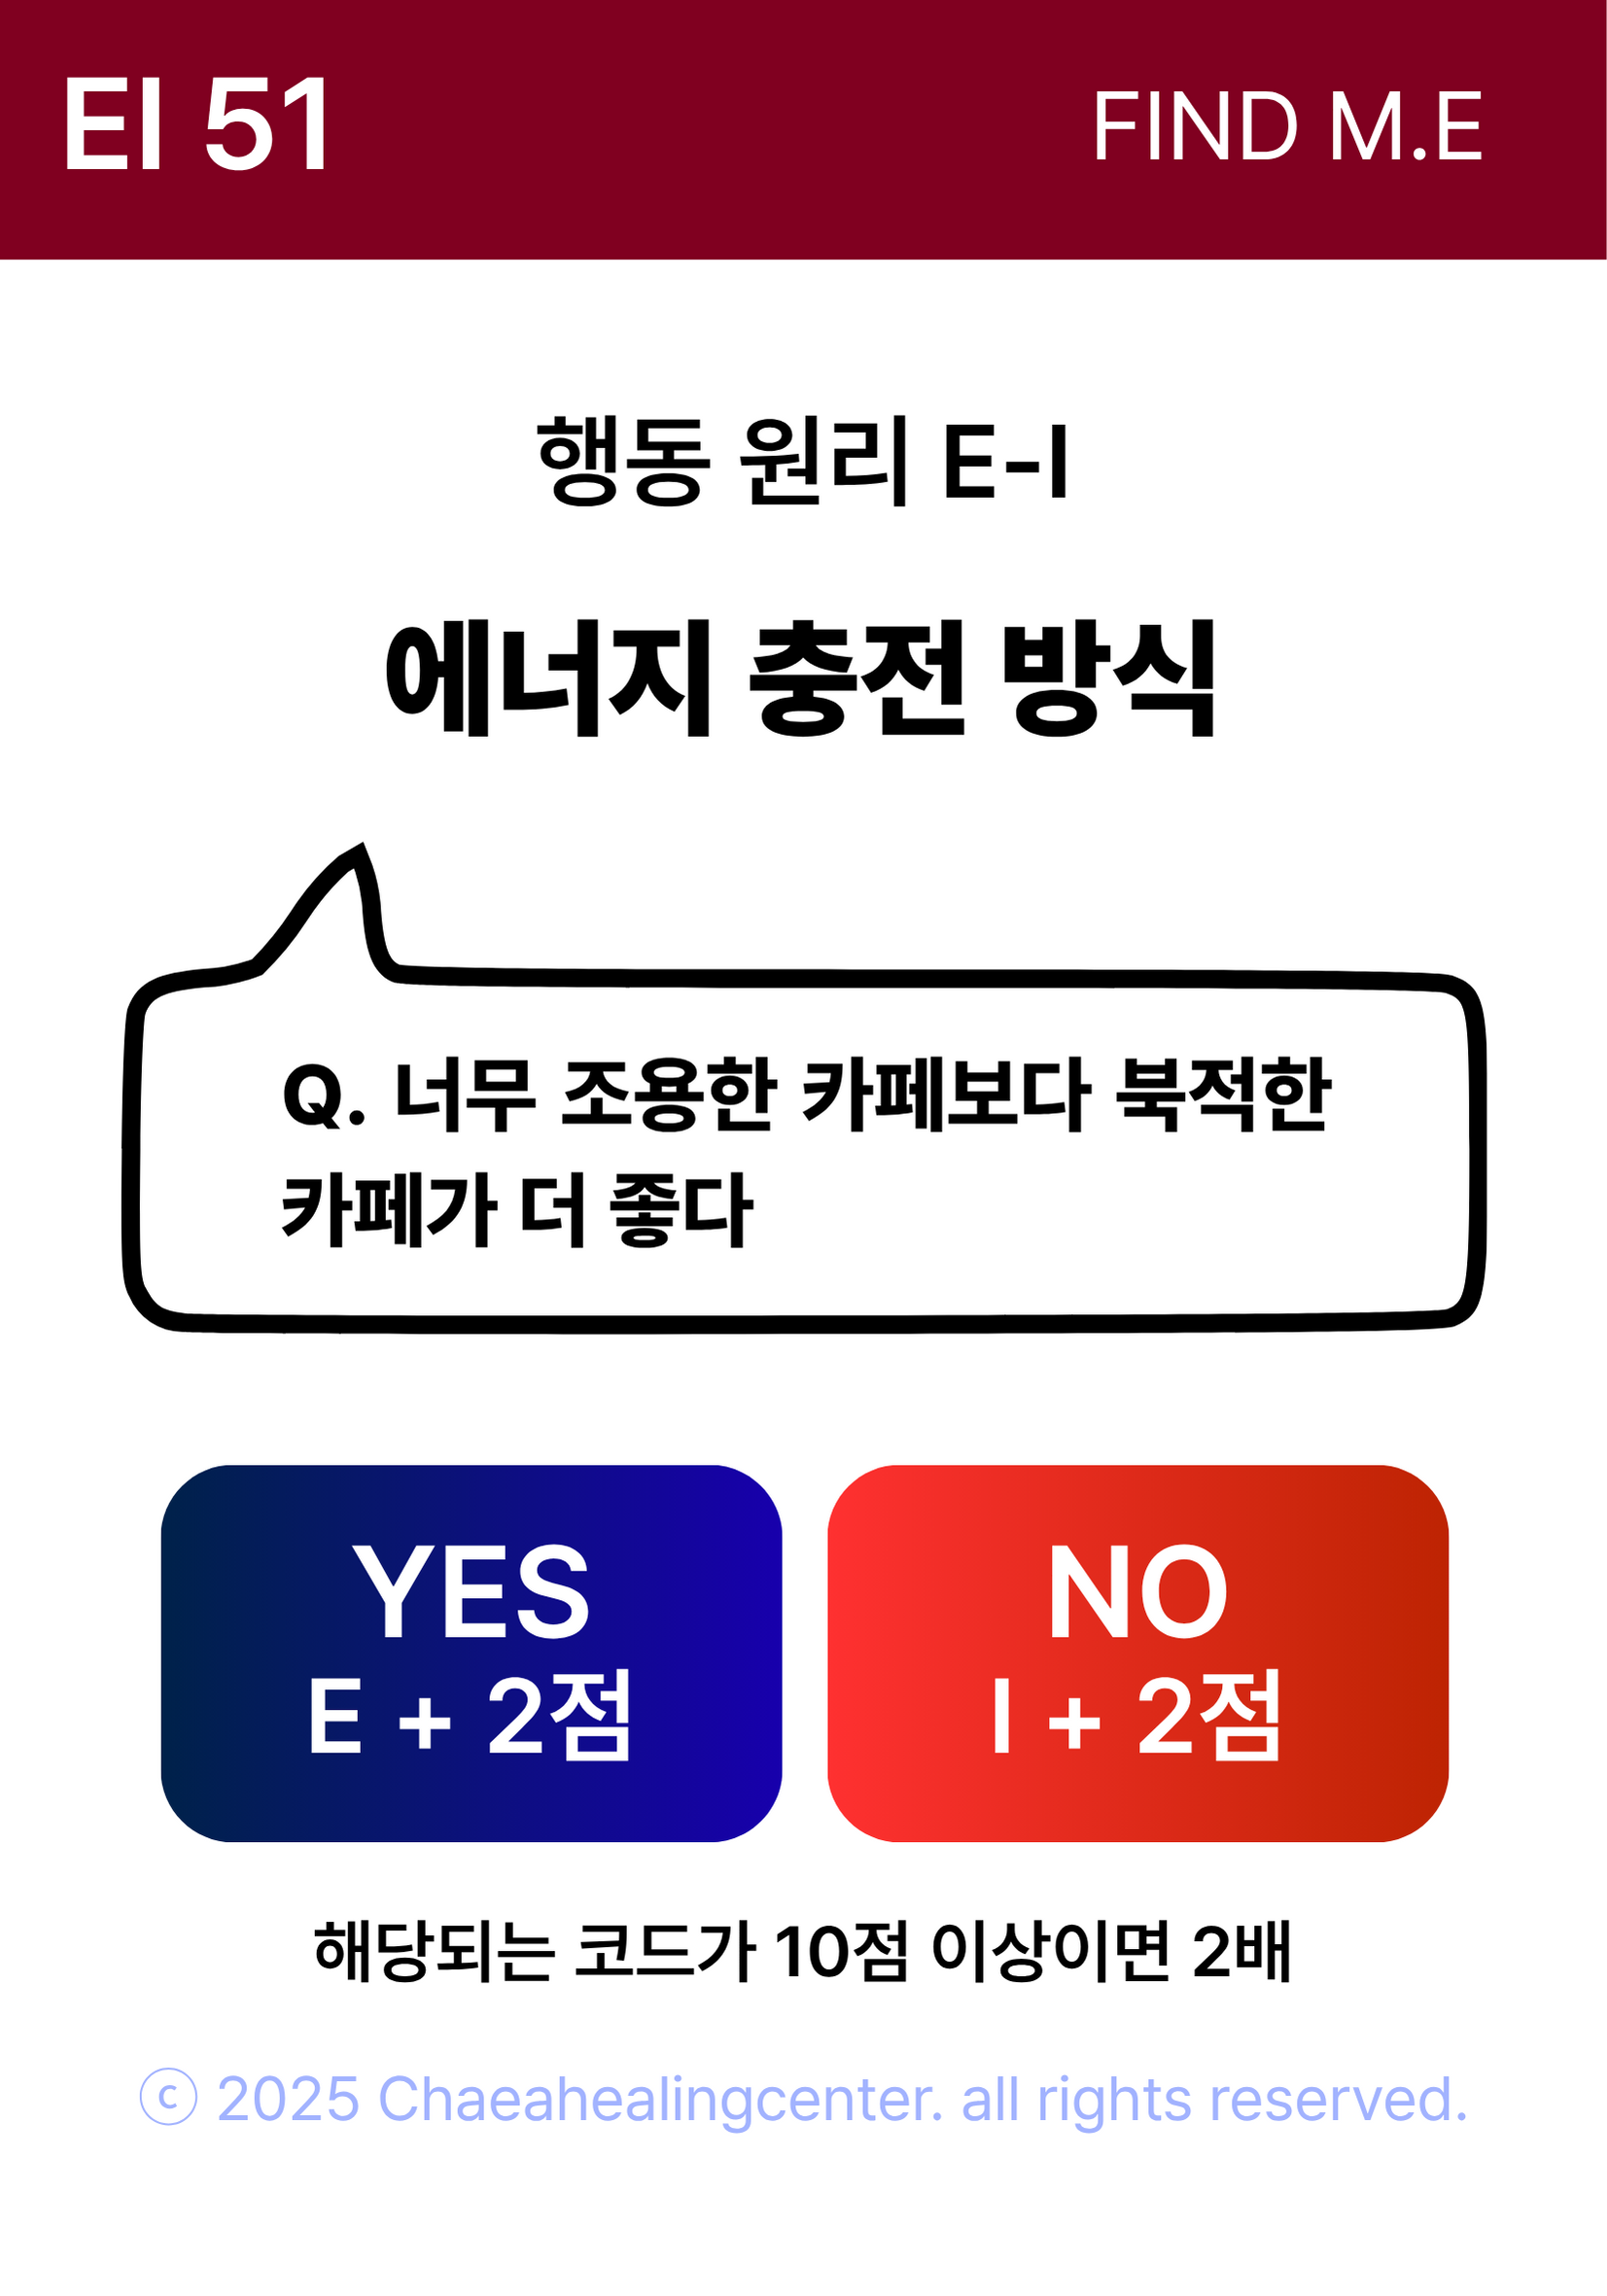 EI 51
FIND M.E
행동 원리 E-I
에너지 충전 방식
Q. 너무 조용한 카페보다 북적한
카페가 더 좋다
YES
E + 2점
NO
I + 2점
해당되는 코드가 10점 이상이면 2배
© 2025 Chaeahealingcenter. all rights reserved.